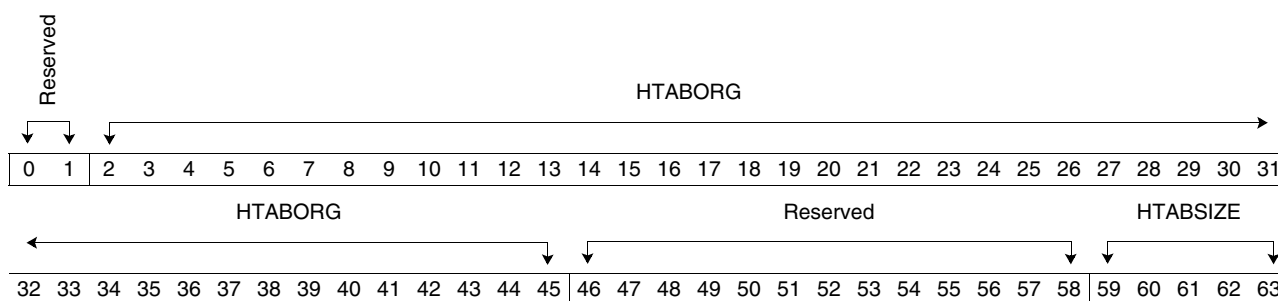 Reserved
HTABORG
0 1 2 3 4 5 6 7 8 9 10 11 12 13 14 15 16 17 18 19 20 21 22 23 24 25 26 27 28 29 30 31
HTABORG Reserved HTABSIZE
32 33 34 35 36 37 38 39 40 41 42 43 44 45 46 47 48 49 50 51 52 53 54 55 56 57 58 59 60 61 62 63